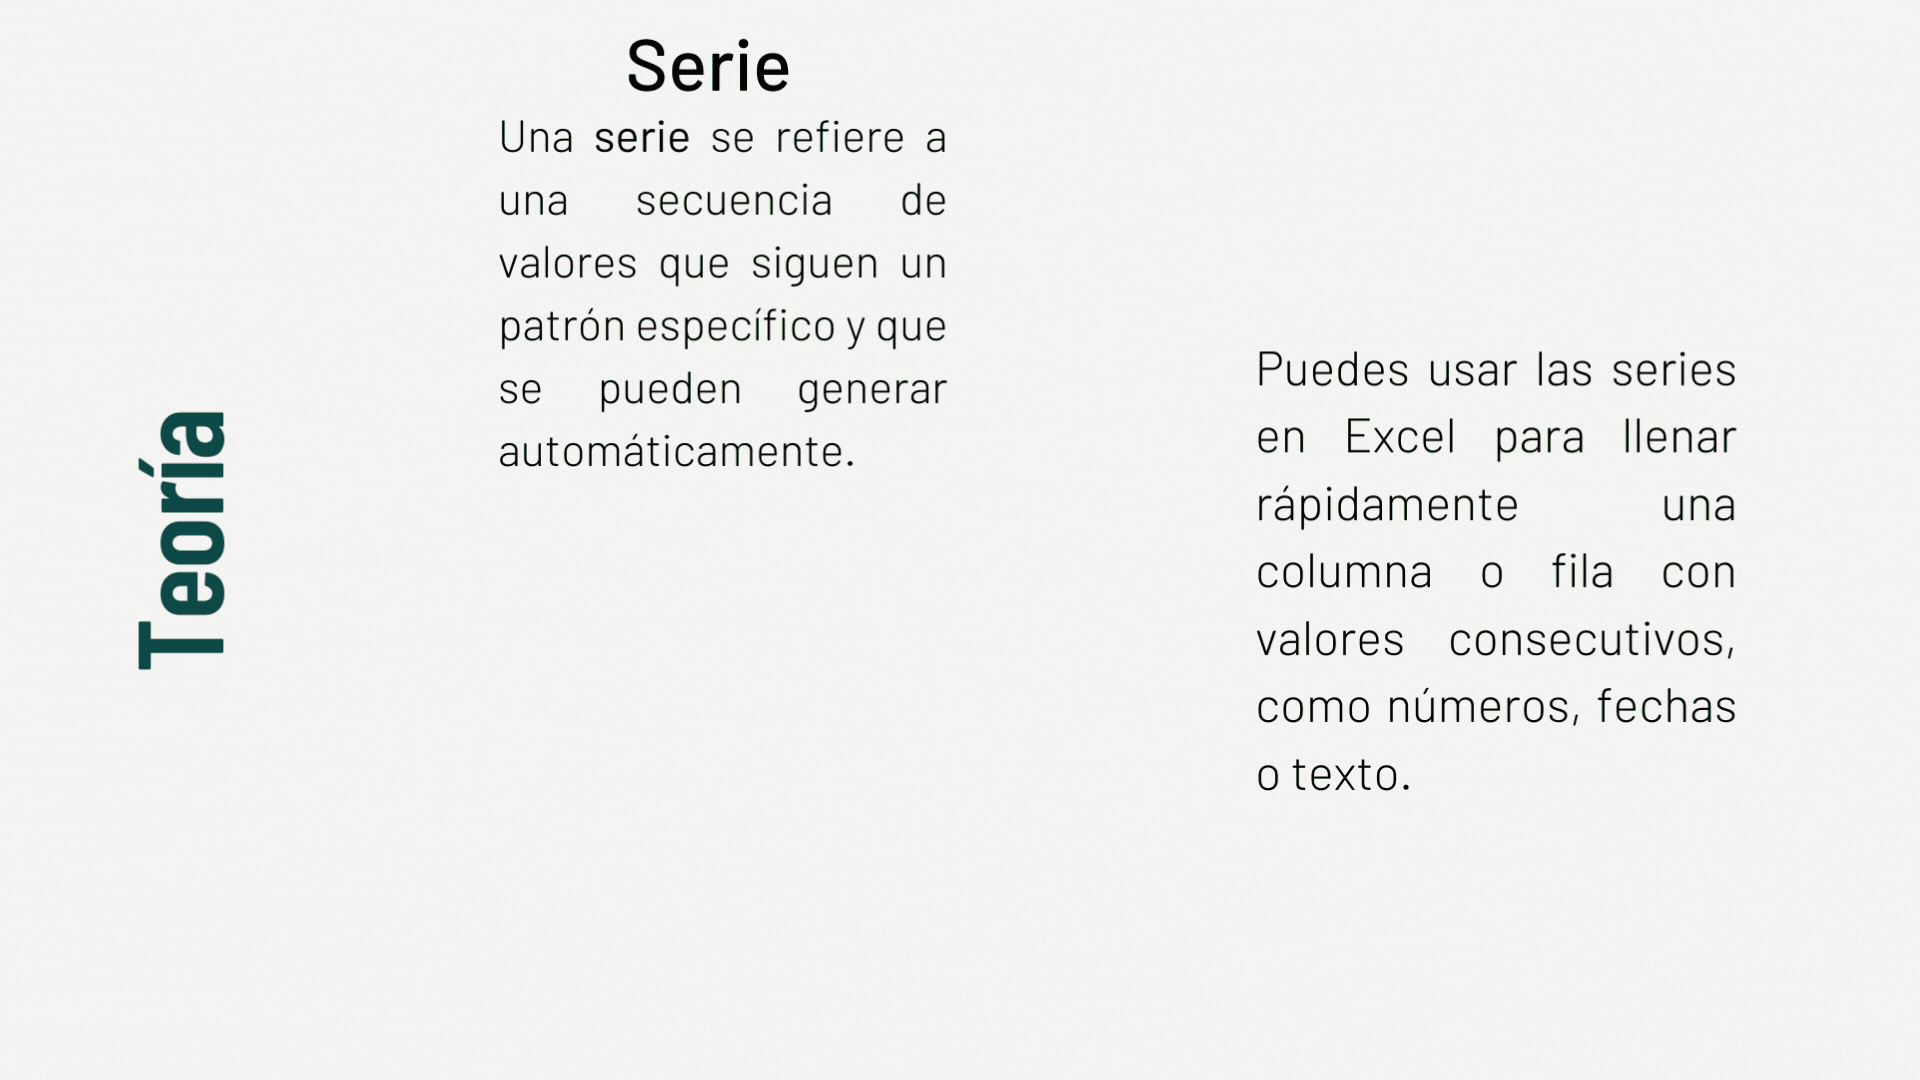 Teoría
Serie
Una serie se refiere a
una secuencia de
valores que siguen un
patrón específico y que
se pueden generar
automáticamente.
Puedes usar las series
en Excel para llenar
rápidamente una
columna o fila con
valores consecutivos,
como números, fechas
o texto.